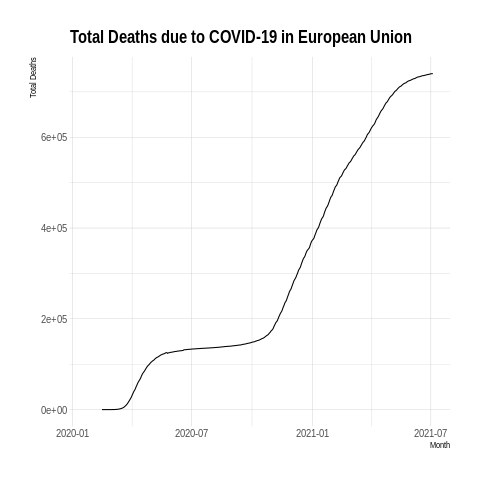 Total Deaths due to COVID-19 in European Union
Total Deaths
6e+05
4e+05
2e+05
0e+00
2020-01 2020-07 2021-01 2021-07
Month